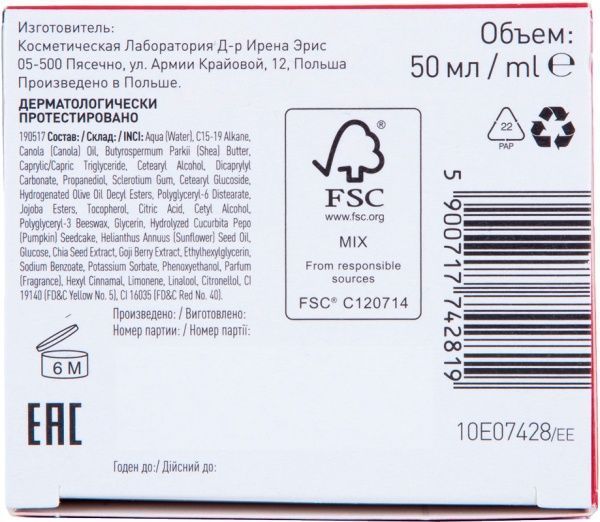 Изготовитель:
Косметическая Лаборатория Д-р Ирена Эрис
05-500 Пясечно, ул. Армии Крайовой, 12, Польша
Произведено в Польше.
ДЕРМАТОЛОГИЧЕСКИ
ПРОТЕСТИРОВАНО
190517 Состав: / Склад: / INCI: Aqua (Water), C15-19 Alkane,
Canola (Canola) Oil, Butyrospermum Parkii (Shea) Butter,
Caprylic/Capric Triglyceride, Cetearyl Alcohol, Dicaprylyl
Carbonate, Propanediol, Sclerotium Gum, Cetearyl Glucoside,
Hydrogenated Olive Oil Decyl Esters, Polyglyceryl-6 Distearate,
Jojoba Esters, Tocopherol, Citric Acid, Cetyl Alcohol,
Polyglyceryl-3 Beeswax, Glycerin, Hydrolyzed Cucurbita Pepo
(Pumpkin) Seedcake, Helianthus Annuus (Sunflower) Seed Oil,
Glucose, Chia Seed Extract, Goji Berry Extract, Ethylhexylglycerin,
Sodium Benzoate, Potassium Sorbate, Phenoxyethanol, Parfum
(Fragrance), Hexyl Cinnamal, Limonene, Linalool, Citronellol, CI
19140 (FD&C Yellow No. 5), CI 16035 (FD&C Red No. 40).
Произведено: / Виготовлено:
Номер партии: / Номер партії:
6 M
EAC
Годен до:/ Дійсний до:
FSC
www.fsc.org
MIX
From responsible
sources
FSC® C120714
Объем:
50 мл / ml ℮
22
PAP
5 900717 742819
10E07428/EE